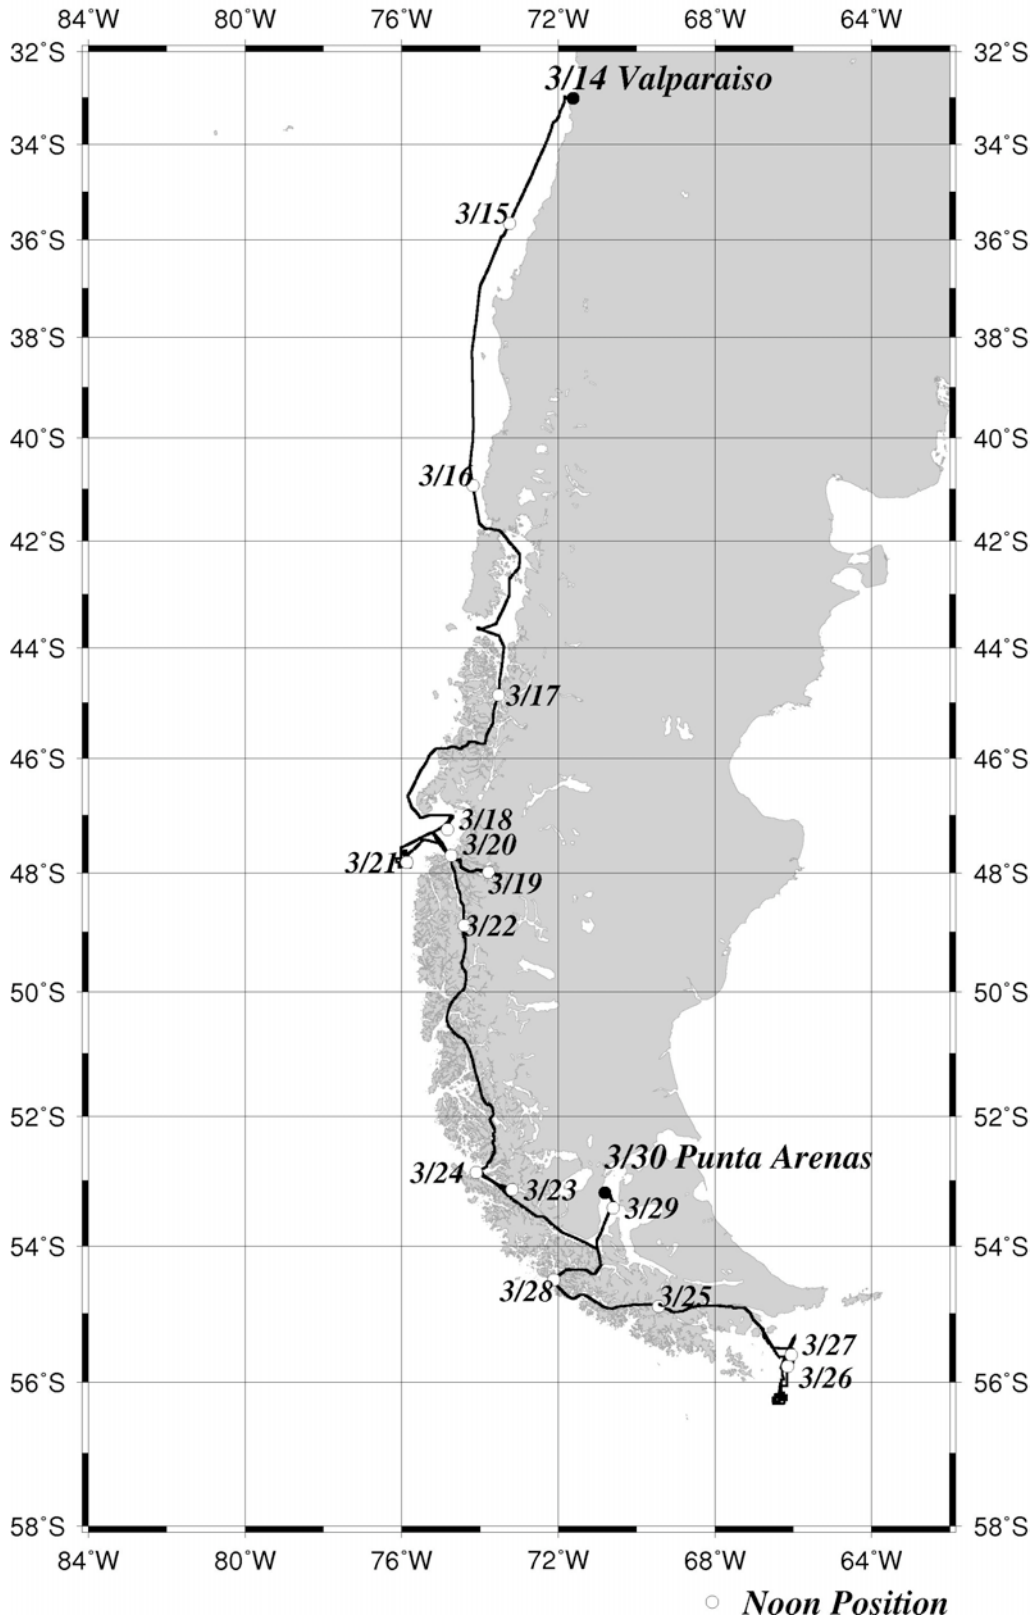 84°W 80°W 76°W 72°W 68°W 64°W
32°S 32°S
3/14 Valparaiso
34°S 34°S
3/15
36°S 36°S
38°S 38°S
40°S 40°S
3/16
42°S 42°S
44°S 44°S
3/17
46°S 46°S
3/18
3/20
3/21
48°S 48°S
3/19
3/22
50°S 50°S
52°S 52°S
3/30 Punta Arenas
3/24
3/23
3/29
54°S 54°S
3/28
3/25
3/27
3/26
56°S 56°S
58°S 58°S
84°W 80°W 76°W 72°W 68°W 64°W
Noon Position